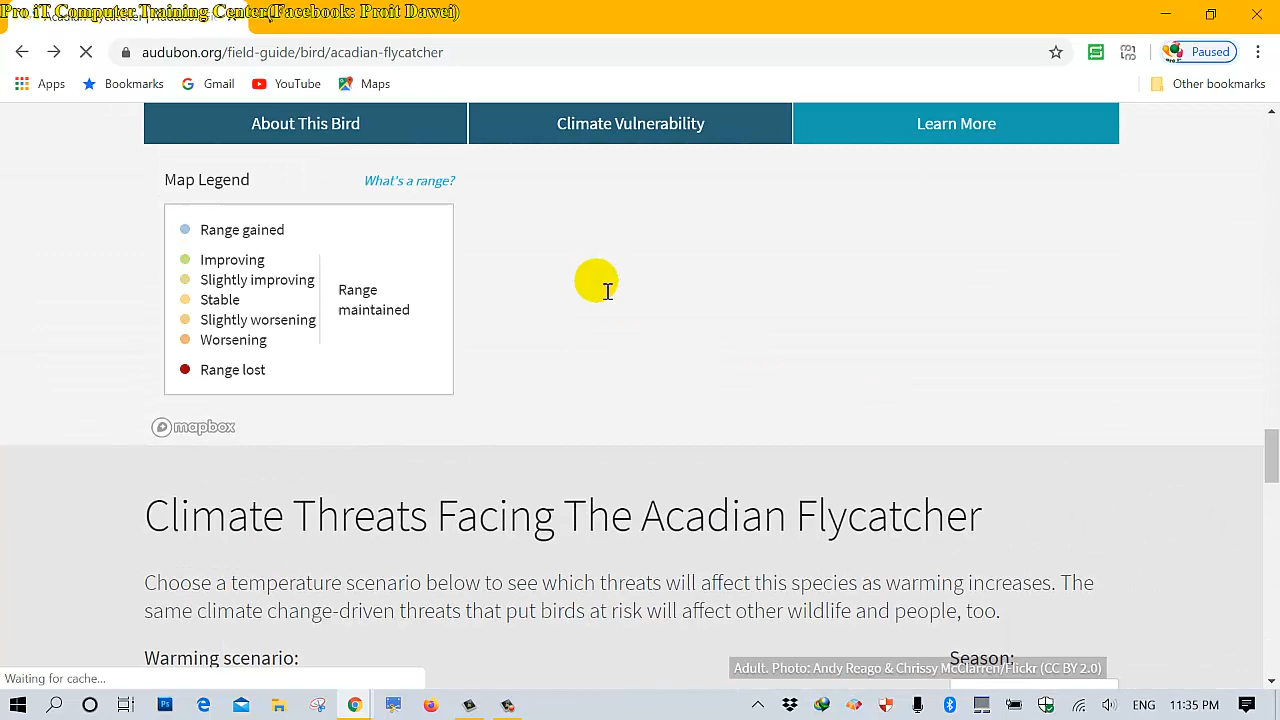 Pro iT Computer Training Center(Facebook: Proit Dawei)
audubon.org/field-guide/bird/acadian-flycatcher
Paused
Apps
Bookmarks
Gmail
YouTube
Maps
Other bookmarks
About This Bird
Climate Vulnerability
Learn More
Map Legend
What's a range?
Range gained
Improving
Slightly improving
Stable
Slightly worsening
Worsening
Range maintained
Range lost
mapbox
Climate Threats Facing The Acadian Flycatcher
Choose a temperature scenario below to see which threats will affect this species as warming increases. The
same climate change-driven threats that put birds at risk will affect other wildlife and people, too.
Warming scenario:
Season:
Adult. Photo: Andy Reago & Chrissy McClarren/Flickr (CC BY 2.0)
Waiting for cache...
ENG
11:35 PM